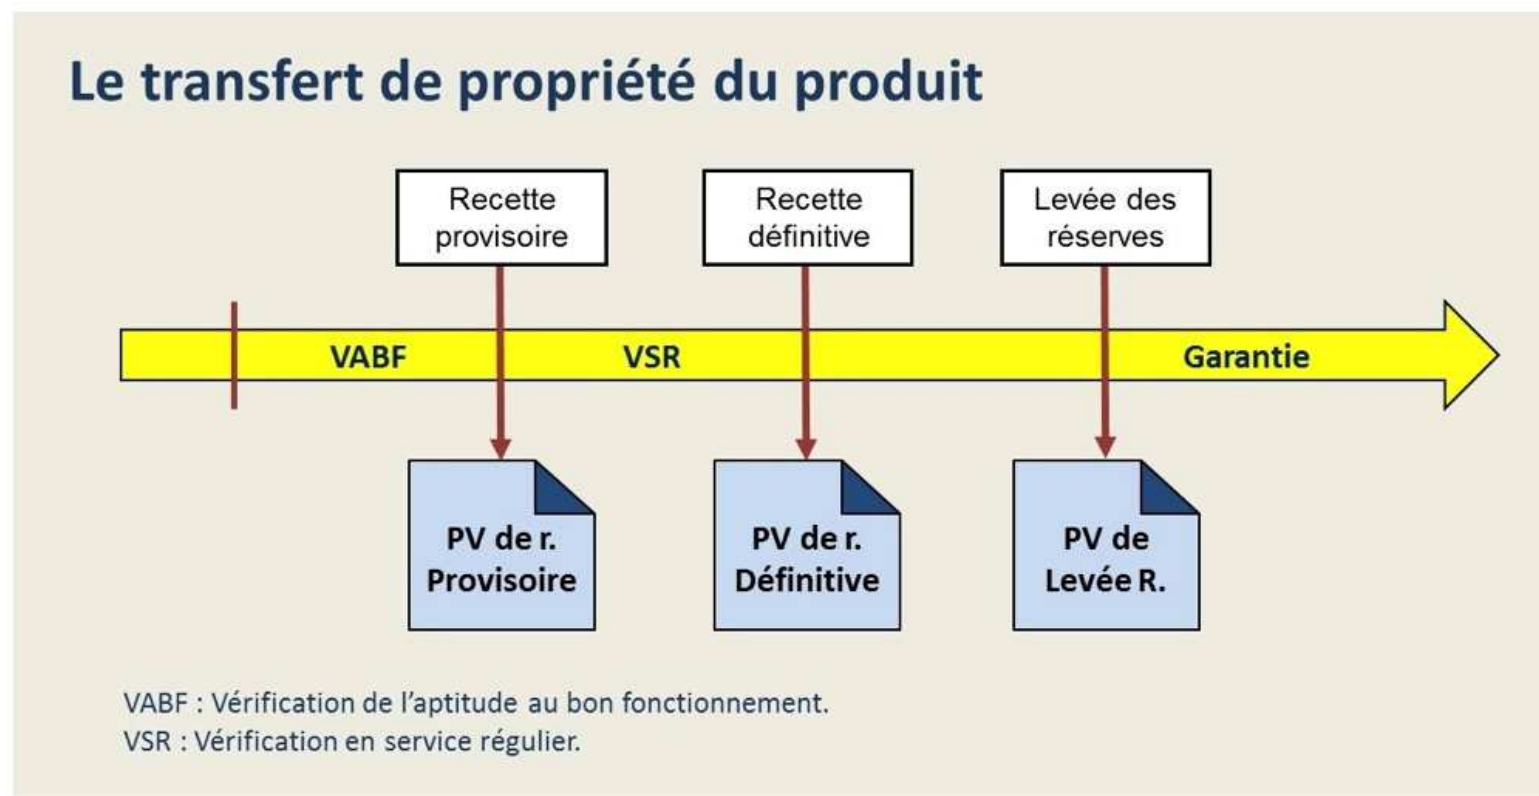 Le transfert de propriété du produit
Recette
provisoire
Recette
définitive
Levée des
réserves
VABF
VSR
Garantie
PV de r.
Provisoire
PV de r.
Définitive
PV de
Levée R.
VABF : Vérification de l’aptitude au bon fonctionnement.
VSR : Vérification en service régulier.